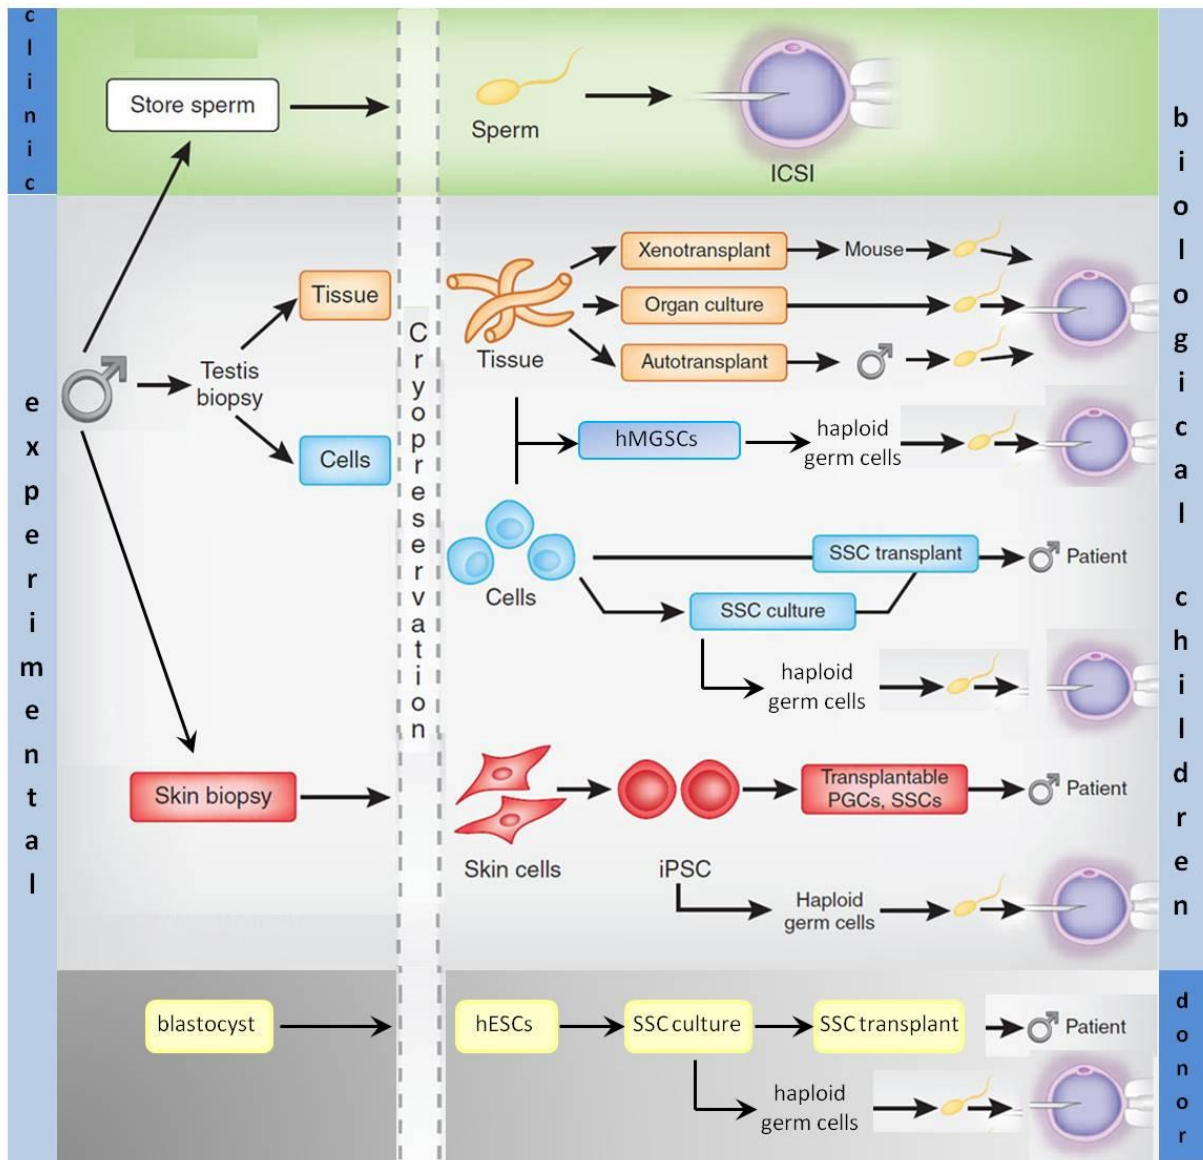 clinic
Store sperm
Sperm
ICSI
biological children
experimental
Xenotransplant
Mouse
Tissue
Organ culture
Cryopreservation
Tissue
Autotransplant
Testis
biopsy
hMGSCs
haploid
germ cells
Cells
SSC transplant
Patient
Cells
SSC culture
haploid
germ cells
Skin biopsy
Transplantable
PGCs, SSCs
Patient
Skin cells
iPSC
Haploid
germ cells
donor
blastocyst
hESCs
SSC culture
SSC transplant
Patient
haploid
germ cells